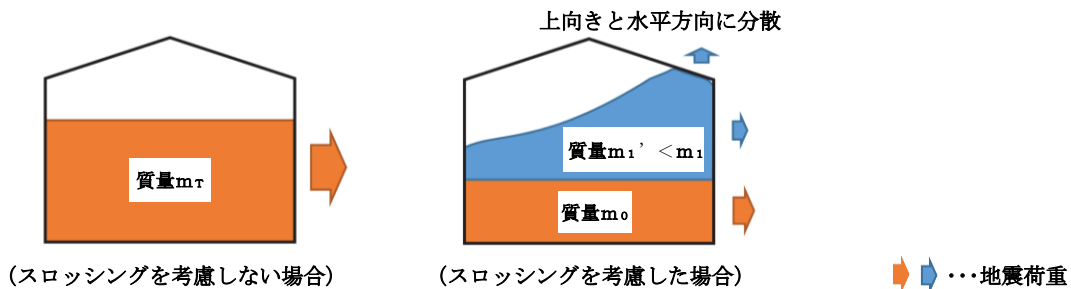 上向きと水平方向に分散
質量mT
質量m1’ <m1
質量m0
(スロッシングを考慮しない場合)
(スロッシングを考慮した場合)
・・・地震荷重